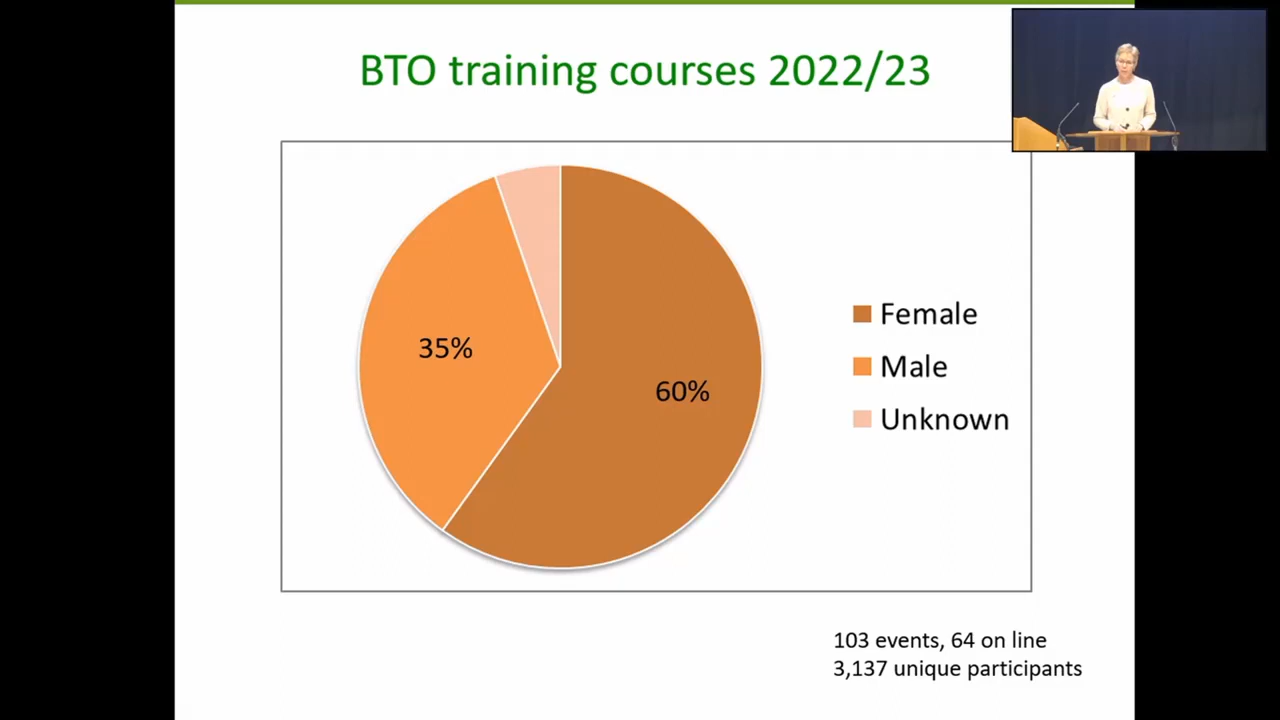 BTO training courses 2022/23
35%
60%
Female
Male
Unknown
103 events, 64 on line
3,137 unique participants